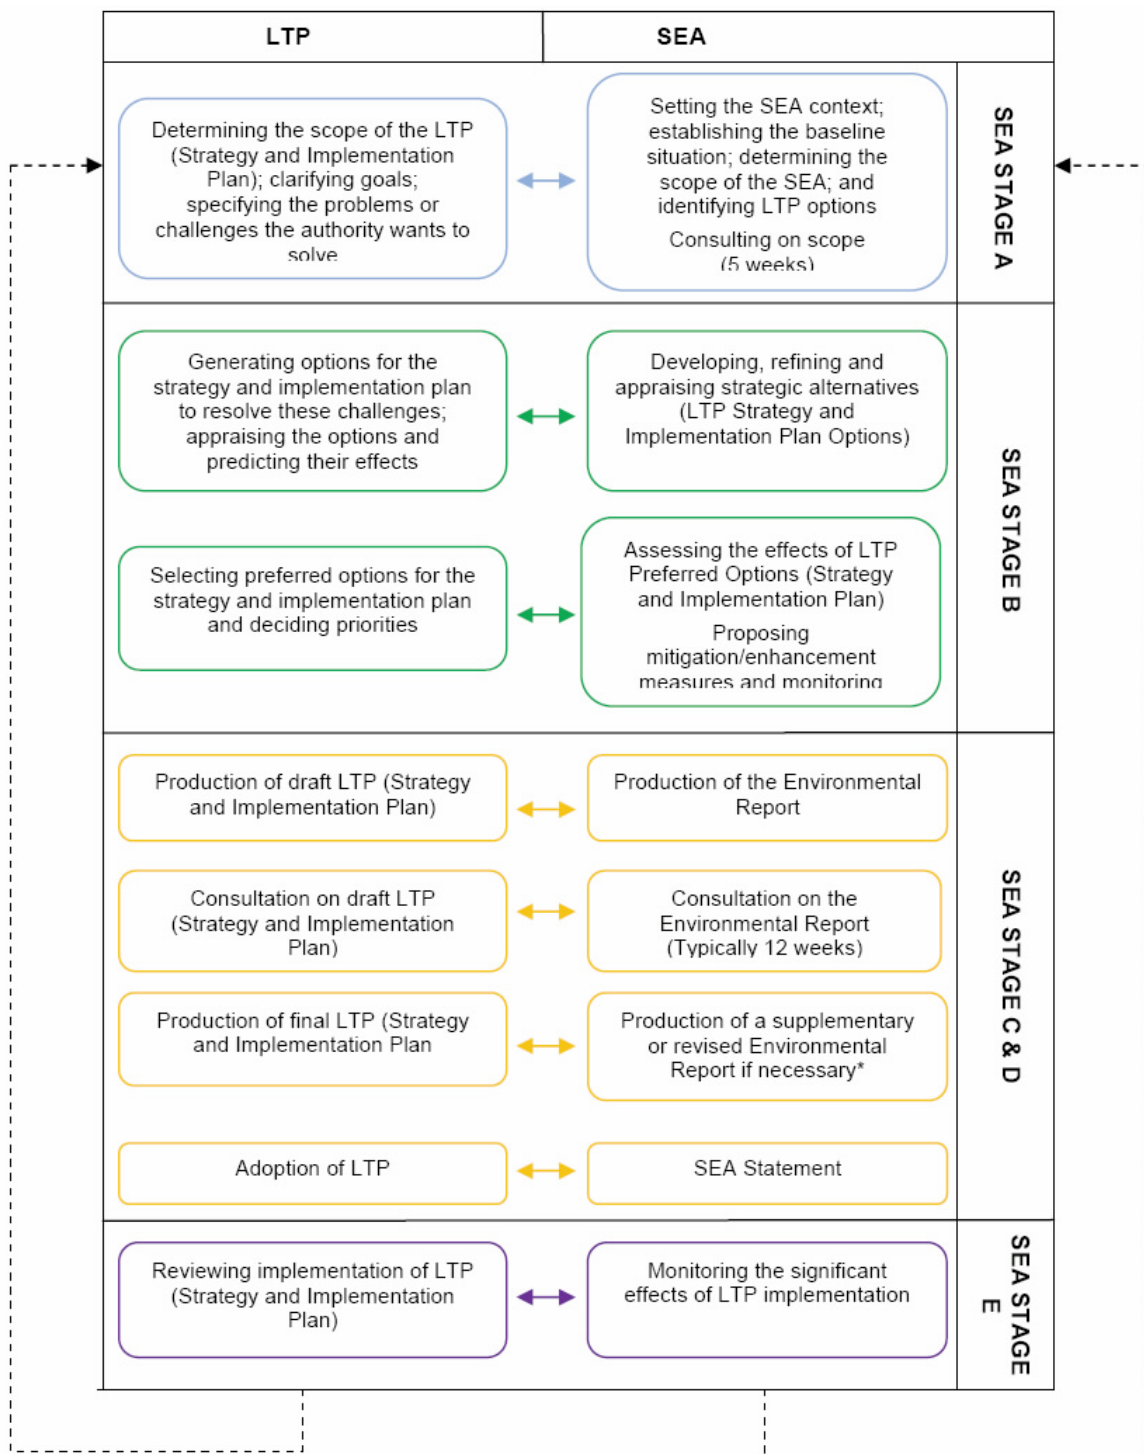 LTP
SEA
Determining the scope of the LTP
(Strategy and Implementation
Plan); clarifying goals;
specifying the problems or
challenges the authority wants to
solve
Setting the SEA context;
establishing the baseline
situation; determining the
scope of the SEA; and
identifying LTP options
Consulting on scope
(5 weeks)
SEA STAGE A
Generating options for the
strategy and implementation plan
to resolve these challenges;
appraising the options and
predicting their effects
Developing, refining and
appraising strategic alternatives
(LTP Strategy and
Implementation Plan Options)
Selecting preferred options for the
strategy and implementation plan
and deciding priorities
Assessing the effects of LTP
Preferred Options (Strategy
and Implementation Plan)
Proposing
mitigation/enhancement
measures and monitoring
SEA STAGE B
Production of draft LTP (Strategy
and Implementation Plan)
Production of the Environmental
Report
Consultation on draft LTP
(Strategy and Implementation
Plan)
Consultation on the
Environmental Report
(Typically 12 weeks)
Production of final LTP (Strategy
and Implementation Plan
Production of a supplementary
or revised Environmental
Report if necessary*
Adoption of LTP
SEA Statement
SEA STAGE C & D
Reviewing implementation of LTP
(Strategy and Implementation
Plan)
Monitoring the significant
effects of LTP implementation
SEA STAGE
E